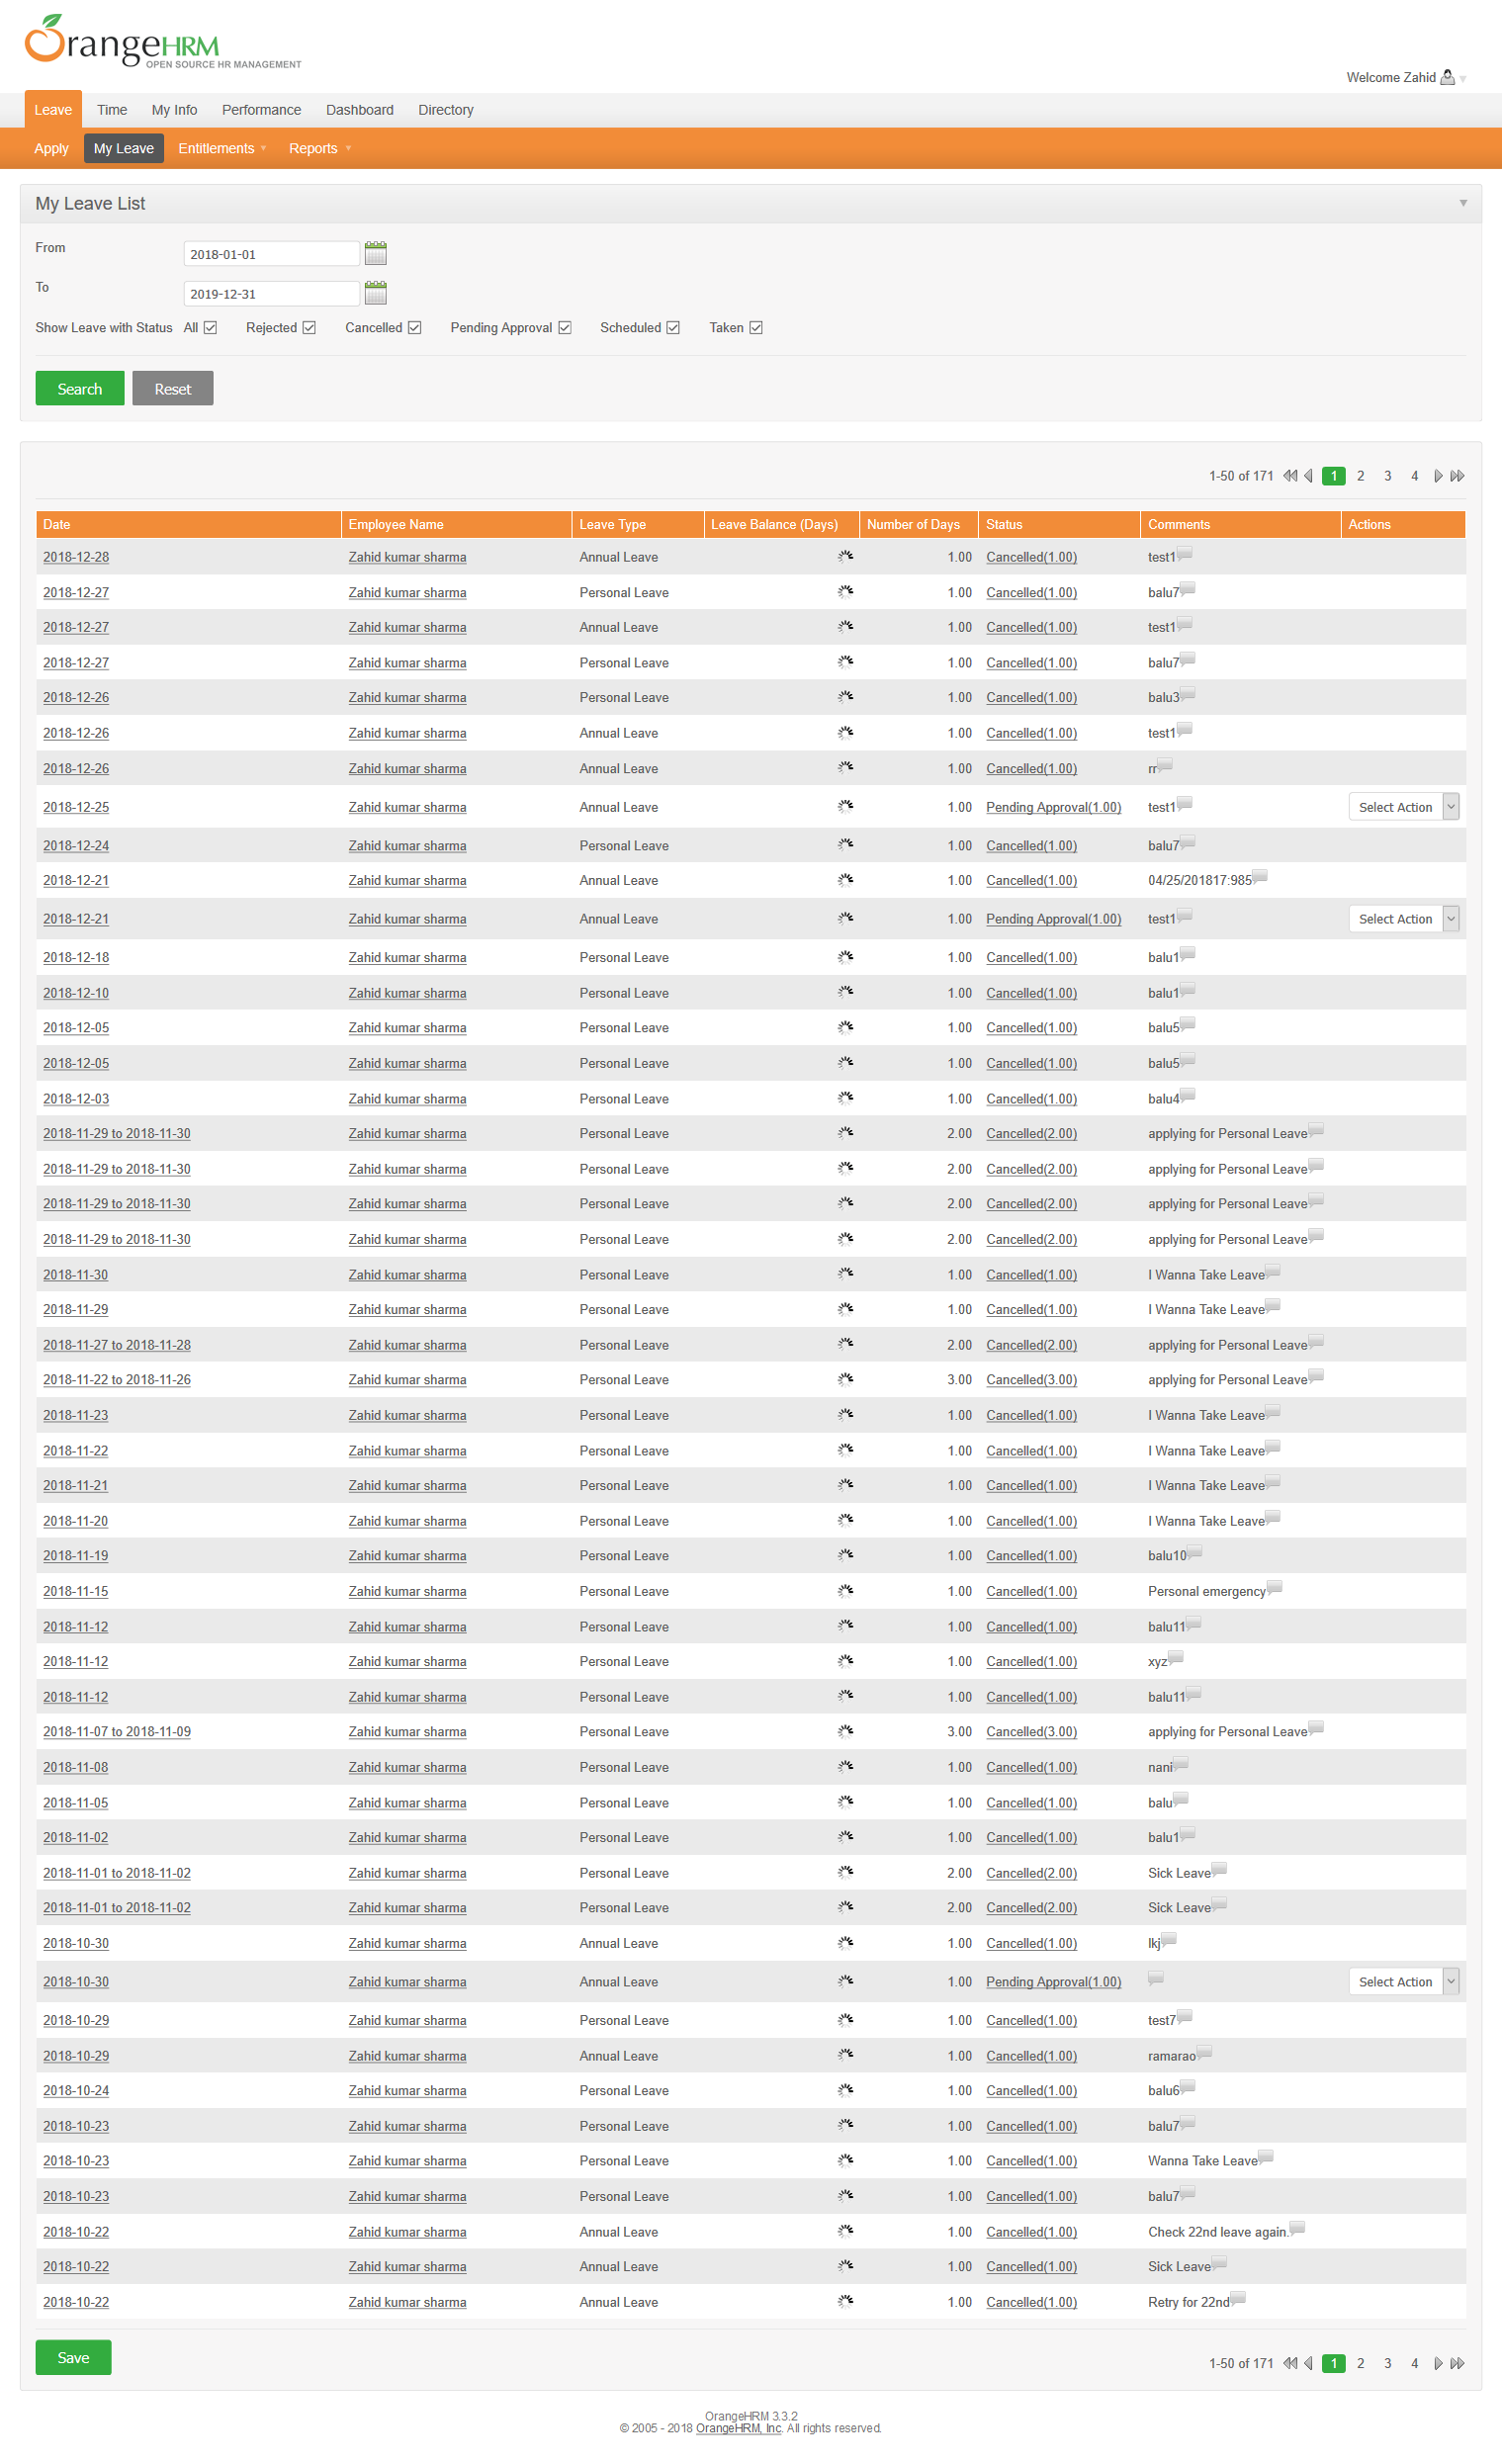 OrangeHRM
OPEN SOURCE HR MANAGEMENT
Welcome Zahid
Leave Time My Info Performance Dashboard Directory
Apply My Leave Entitlements Reports
My Leave List
From 2018-01-01
To 2019-12-31
Show Leave with Status All Rejected Cancelled Pending Approval Scheduled Taken
Search Reset
1-50 of 171 1 2 3 4
Date Employee Name Leave Type Leave Balance (Days) Number of Days Status Comments Actions
2018-12-28 Zahid kumar sharma Annual Leave 1.00 Cancelled(1.00) test1
2018-12-27 Zahid kumar sharma Personal Leave 1.00 Cancelled(1.00) balu7
2018-12-27 Zahid kumar sharma Annual Leave 1.00 Cancelled(1.00) test1
2018-12-27 Zahid kumar sharma Personal Leave 1.00 Cancelled(1.00) balu7
2018-12-26 Zahid kumar sharma Personal Leave 1.00 Cancelled(1.00) balu3
2018-12-26 Zahid kumar sharma Annual Leave 1.00 Cancelled(1.00) test1
2018-12-26 Zahid kumar sharma Annual Leave 1.00 Cancelled(1.00) rr
2018-12-25 Zahid kumar sharma Annual Leave 1.00 Pending Approval(1.00) test1 Select Action
2018-12-24 Zahid kumar sharma Personal Leave 1.00 Cancelled(1.00) balu7
2018-12-21 Zahid kumar sharma Annual Leave 1.00 Cancelled(1.00) 04/25/201817:985
2018-12-21 Zahid kumar sharma Annual Leave 1.00 Pending Approval(1.00) test1 Select Action
2018-12-18 Zahid kumar sharma Personal Leave 1.00 Cancelled(1.00) balu1
2018-12-10 Zahid kumar sharma Personal Leave 1.00 Cancelled(1.00) balu1
2018-12-05 Zahid kumar sharma Personal Leave 1.00 Cancelled(1.00) balu5
2018-12-05 Zahid kumar sharma Personal Leave 1.00 Cancelled(1.00) balu5
2018-12-03 Zahid kumar sharma Personal Leave 1.00 Cancelled(1.00) balu4
2018-11-29 to 2018-11-30 Zahid kumar sharma Personal Leave 2.00 Cancelled(2.00) applying for Personal Leave
2018-11-29 to 2018-11-30 Zahid kumar sharma Personal Leave 2.00 Cancelled(2.00) applying for Personal Leave
2018-11-29 to 2018-11-30 Zahid kumar sharma Personal Leave 2.00 Cancelled(2.00) applying for Personal Leave
2018-11-29 to 2018-11-30 Zahid kumar sharma Personal Leave 2.00 Cancelled(2.00) applying for Personal Leave
2018-11-30 Zahid kumar sharma Personal Leave 1.00 Cancelled(1.00) I Wanna Take Leave
2018-11-29 Zahid kumar sharma Personal Leave 1.00 Cancelled(1.00) I Wanna Take Leave
2018-11-27 to 2018-11-28 Zahid kumar sharma Personal Leave 2.00 Cancelled(2.00) applying for Personal Leave
2018-11-22 to 2018-11-26 Zahid kumar sharma Personal Leave 3.00 Cancelled(3.00) applying for Personal Leave
2018-11-23 Zahid kumar sharma Personal Leave 1.00 Cancelled(1.00) I Wanna Take Leave
2018-11-22 Zahid kumar sharma Personal Leave 1.00 Cancelled(1.00) I Wanna Take Leave
2018-11-21 Zahid kumar sharma Personal Leave 1.00 Cancelled(1.00) I Wanna Take Leave
2018-11-20 Zahid kumar sharma Personal Leave 1.00 Cancelled(1.00) I Wanna Take Leave
2018-11-19 Zahid kumar sharma Personal Leave 1.00 Cancelled(1.00) balu10
2018-11-15 Zahid kumar sharma Personal Leave 1.00 Cancelled(1.00) Personal emergency
2018-11-12 Zahid kumar sharma Personal Leave 1.00 Cancelled(1.00) balu11
2018-11-12 Zahid kumar sharma Personal Leave 1.00 Cancelled(1.00) xyz
2018-11-12 Zahid kumar sharma Personal Leave 1.00 Cancelled(1.00) balu11
2018-11-07 to 2018-11-09 Zahid kumar sharma Personal Leave 3.00 Cancelled(3.00) applying for Personal Leave
2018-11-08 Zahid kumar sharma Personal Leave 1.00 Cancelled(1.00) nani
2018-11-05 Zahid kumar sharma Personal Leave 1.00 Cancelled(1.00) balu
2018-11-02 Zahid kumar sharma Personal Leave 1.00 Cancelled(1.00) balu1
2018-11-01 to 2018-11-02 Zahid kumar sharma Personal Leave 2.00 Cancelled(2.00) Sick Leave
2018-11-01 to 2018-11-02 Zahid kumar sharma Personal Leave 2.00 Cancelled(2.00) Sick Leave
2018-10-30 Zahid kumar sharma Annual Leave 1.00 Cancelled(1.00) lkj
2018-10-30 Zahid kumar sharma Annual Leave 1.00 Pending Approval(1.00) Select Action
2018-10-29 Zahid kumar sharma Personal Leave 1.00 Cancelled(1.00) test7
2018-10-29 Zahid kumar sharma Annual Leave 1.00 Cancelled(1.00) ramarao
2018-10-24 Zahid kumar sharma Personal Leave 1.00 Cancelled(1.00) balu6
2018-10-23 Zahid kumar sharma Personal Leave 1.00 Cancelled(1.00) balu7
2018-10-23 Zahid kumar sharma Personal Leave 1.00 Cancelled(1.00) Wanna Take Leave
2018-10-23 Zahid kumar sharma Personal Leave 1.00 Cancelled(1.00) balu7
2018-10-22 Zahid kumar sharma Annual Leave 1.00 Cancelled(1.00) Check 22nd leave again.
2018-10-22 Zahid kumar sharma Annual Leave 1.00 Cancelled(1.00) Sick Leave
2018-10-22 Zahid kumar sharma Annual Leave 1.00 Cancelled(1.00) Retry for 22nd
Save
1-50 of 171 1 2 3 4
OrangeHRM 3.3.2
© 2005 - 2018 OrangeHRM, Inc. All rights reserved.